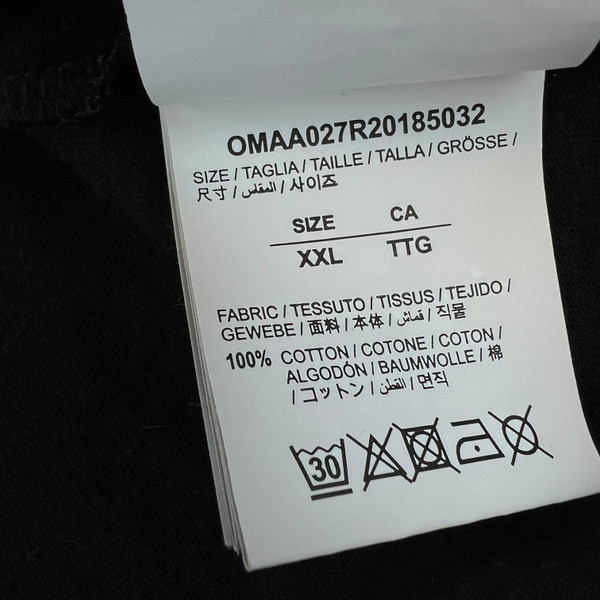 OMAA027R20185032
SIZE / TAGLIA / TAILLE / TALLA / GRÖSSE /
尺寸 / المقاس / 사이즈
SIZE CA
XXL TTG
FABRIC / TESSUTO / TISSUS / TEJIDO /
GEWEBE / 面料 / 本体 / قماش / 직물
100% COTTON / COTONE / COTON /
ALGODÓN / BAUMWOLLE / 棉
/ コットン / القطن / 면직
30